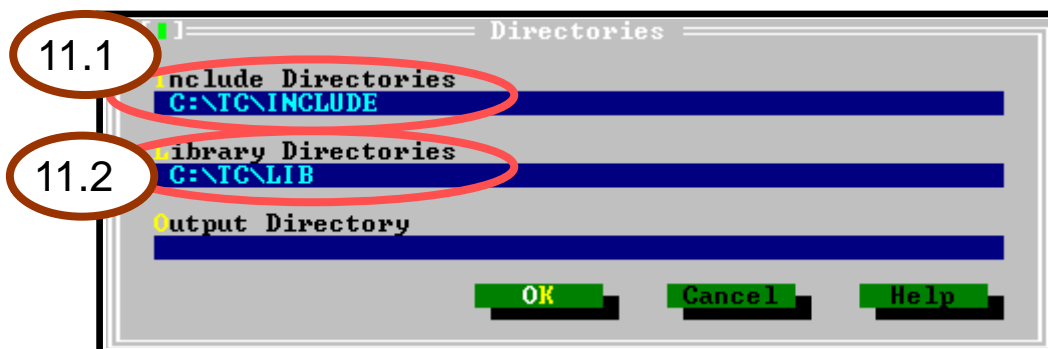 [ ] Directories
11.1
Include Directories
C:\TC\INCLUDE
11.2
Library Directories
C:\TC\LIB
Output Directory
OK Cancel Help